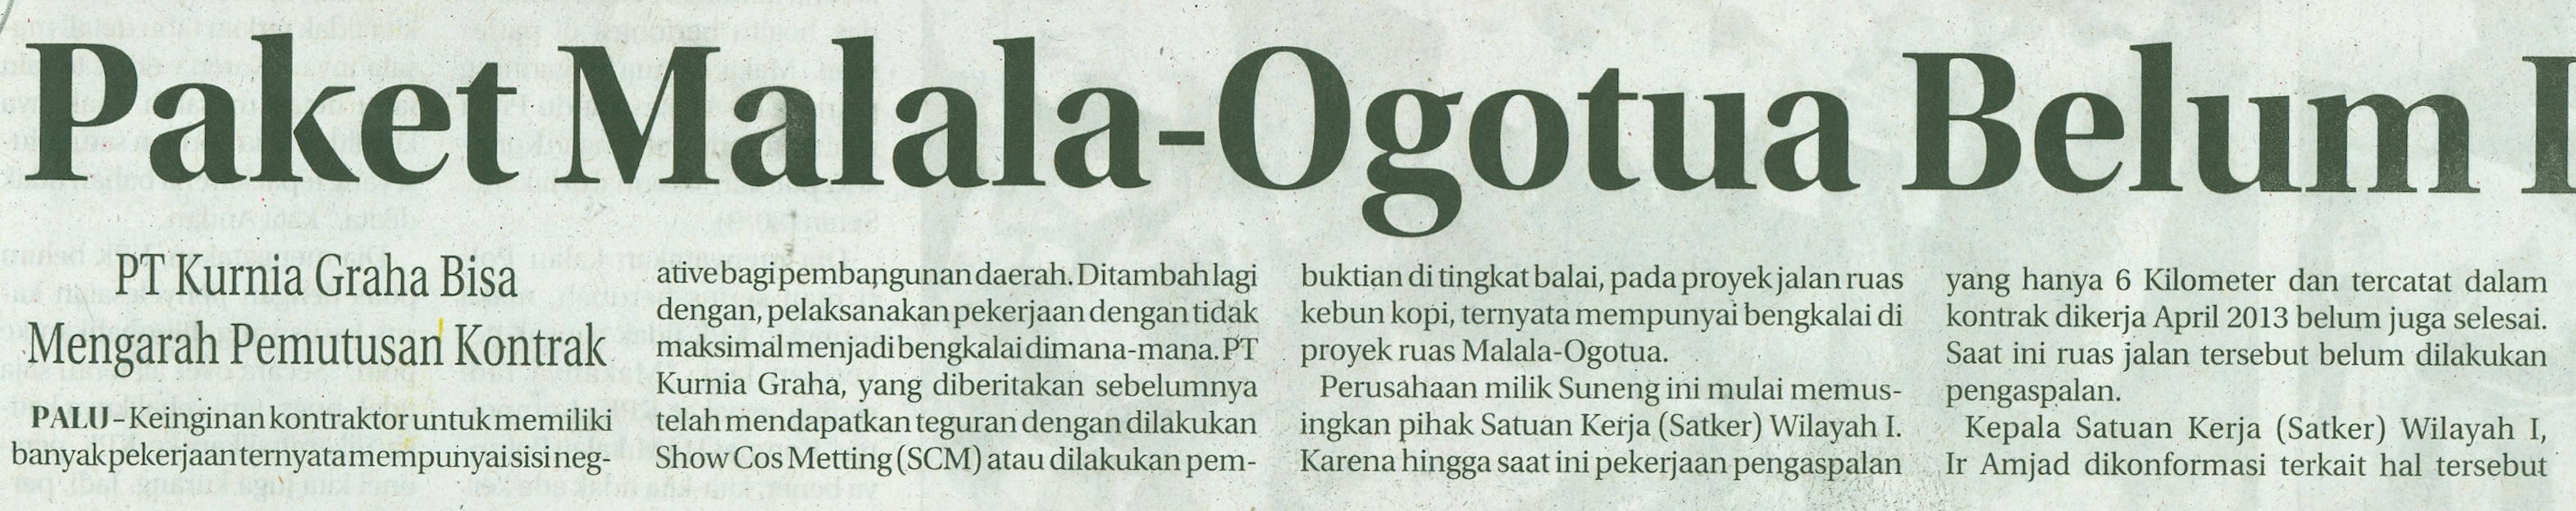 Paket Malala-Ogotua Belum
PT Kurnia Graha Bisa
Mengarah Pemutusan Kontrak
PALU - Keinginan kontraktor untuk memiliki
banyak pekerjaan ternyata mempunyai sisi neg-
ative bagi pembangunan daerah. Ditambah lagi
dengan, pelaksanakan pekerjaan dengan tidak
maksimal menjadi bengkalai dimana-mana. PT
Kurnia Graha, yang diberitakan sebelumnya
telah mendapatkan teguran dengan dilakukan
Show Cos Metting (SCM) atau dilakukan pem-
buktian di tingkat balai, pada proyek jalan ruas
kebun kopi, ternyata mempunyai bengkalai di
proyek ruas Malala-Ogotua.
Perusahaan milik Suneng ini mulai memus-
ingkan pihak Satuan Kerja (Satker) Wilayah I.
Karena hingga saat ini pekerjaan pengaspalan
yang hanya 6 Kilometer dan tercatat dalam
kontrak dikerja April 2013 belum juga selesai.
Saat ini ruas jalan tersebut belum dilakukan
pengaspalan.
Kepala Satuan Kerja (Satker) Wilayah I,
Ir Amjad dikonformasi terkait hal tersebut